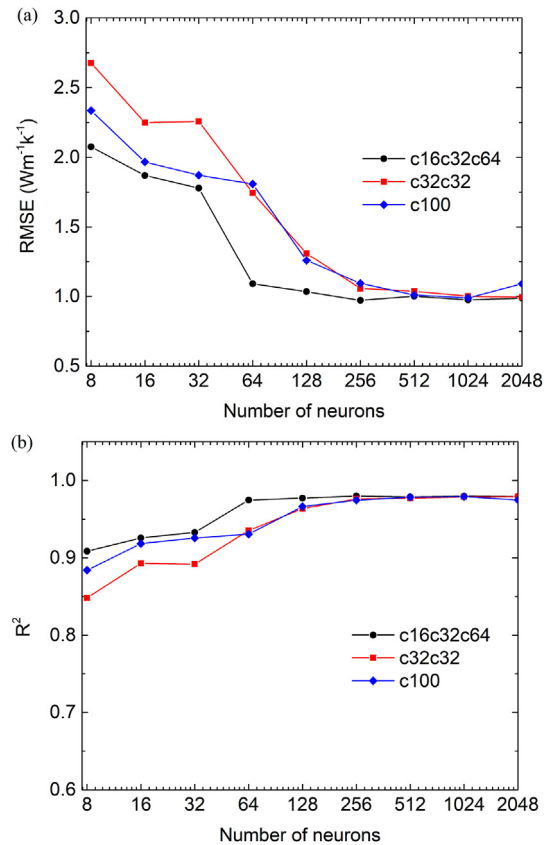 (a)
3.0
2.5
2.0
1.5
1.0
0.5
RMSE (Wm⁻¹k⁻¹)
c16c32c64
c32c32
c100
8 16 32 64 128 256 512 1024 2048
Number of neurons
(b)
1.0
0.9
0.8
0.7
0.6
R²
c16c32c64
c32c32
c100
8 16 32 64 128 256 512 1024 2048
Number of neurons